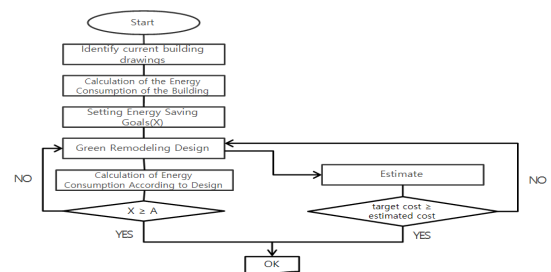 Start
Identify current building
drawings
Calculation of the Energy
Consumption of the Building
Setting Energy Saving
Goals(X)
Green Remodeling Design
Calculation of Energy
Consumption According to Design
Estimate
NO
NO
X ≥ A
target cost ≥
estimated cost
YES
YES
OK